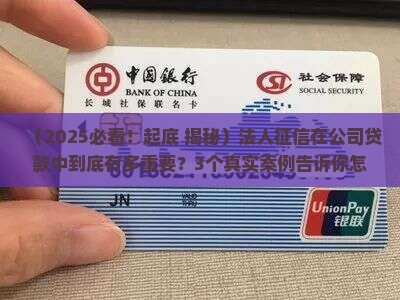 中国银行
BANK OF CHINA
长城 社保借记卡
社会保障
SOCIAL SECURITY
(2025必看！起底 揭秘）法人征信在公司贷
款中到底有多重要？3个真实案例告诉你怎
JN
UnionPay
银联